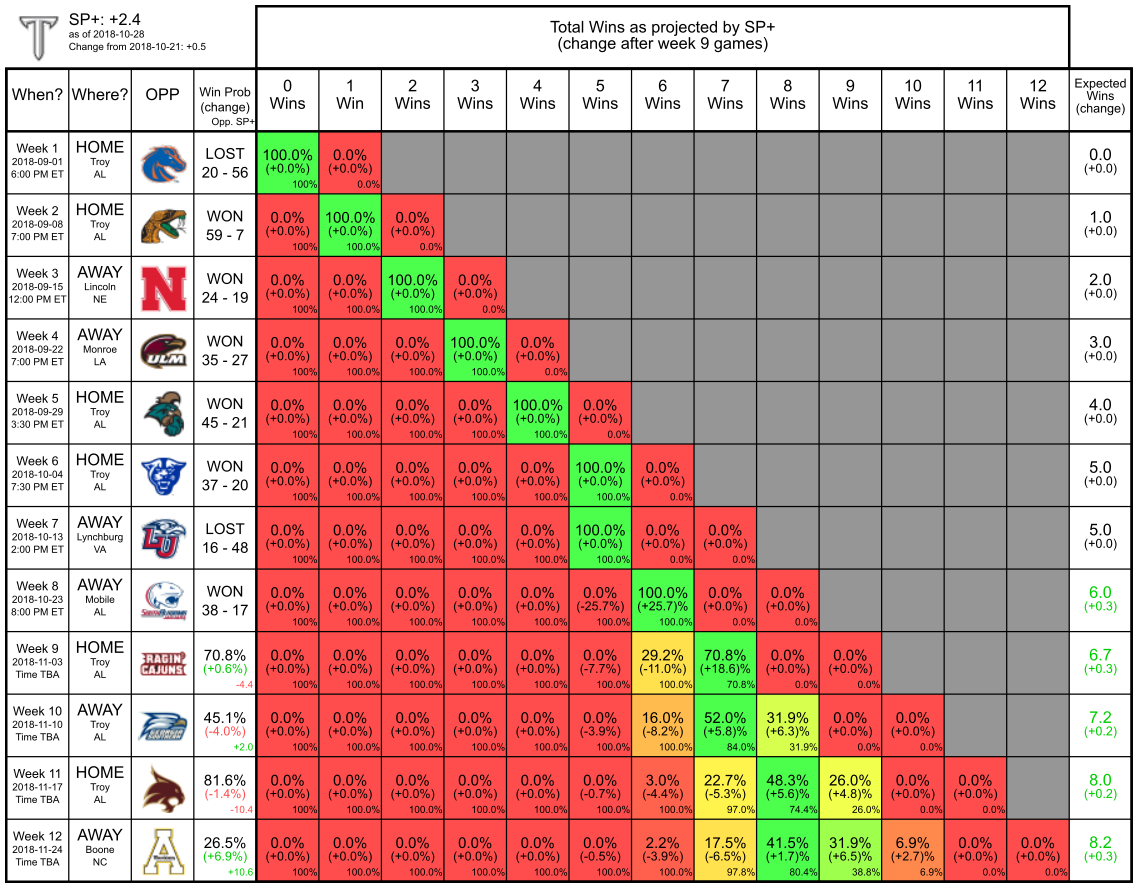 SP+: +2.4
as of 2018-10-28
Change from 2018-10-21: +0.5
Total Wins as projected by SP+
(change after week 9 games)
When? Where? OPP Win Prob (change) Opp. SP+ 0 Wins 1 Win 2 Wins 3 Wins 4 Wins 5 Wins 6 Wins 7 Wins 8 Wins 9 Wins 10 Wins 11 Wins 12 Wins Expected Wins (change)
Week 1 HOME LOST 100.0% 0.0% 0.0
2018-09-01 Troy 20 - 56 (+0.0%) (+0.0%) (+0.0)
6:00 PM ET AL 100% 0.0%
Week 2 HOME WON 0.0% 100.0% 0.0% 1.0
2018-09-08 Troy 59 - 7 (+0.0%) (+0.0%) (+0.0%) (+0.0)
7:00 PM ET AL 100% 100.0% 0.0%
Week 3 AWAY N WON 0.0% 0.0% 100.0% 0.0% 2.0
2018-09-15 Lincoln 24 - 19 (+0.0%) (+0.0%) (+0.0%) (+0.0%) (+0.0)
12:00 PM ET NE 100% 100.0% 100.0% 0.0%
Week 4 AWAY ULM WON 0.0% 0.0% 0.0% 100.0% 0.0% 3.0
2018-09-22 Monroe 35 - 27 (+0.0%) (+0.0%) (+0.0%) (+0.0%) (+0.0%) (+0.0)
7:00 PM ET LA 100% 100.0% 100.0% 100.0% 0.0%
Week 5 HOME WON 0.0% 0.0% 0.0% 0.0% 100.0% 0.0% 4.0
2018-09-29 Troy 45 - 21 (+0.0%) (+0.0%) (+0.0%) (+0.0%) (+0.0%) (+0.0%) (+0.0)
3:30 PM ET AL 100% 100.0% 100.0% 100.0% 100.0% 0.0%
Week 6 HOME WON 0.0% 0.0% 0.0% 0.0% 0.0% 100.0% 0.0% 5.0
2018-10-04 Troy 37 - 20 (+0.0%) (+0.0%) (+0.0%) (+0.0%) (+0.0%) (+0.0%) (+0.0%) (+0.0)
7:30 PM ET AL 100% 100.0% 100.0% 100.0% 100.0% 100.0% 0.0%
Week 7 AWAY LU LOST 0.0% 0.0% 0.0% 0.0% 0.0% 100.0% 0.0% 0.0% 5.0
2018-10-13 Lynchburg 16 - 48 (+0.0%) (+0.0%) (+0.0%) (+0.0%) (+0.0%) (+0.0%) (+0.0%) (+0.0%) (+0.0)
2:00 PM ET VA 100% 100.0% 100.0% 100.0% 100.0% 100.0% 0.0% 0.0%
Week 8 AWAY WON 0.0% 0.0% 0.0% 0.0% 0.0% 0.0% 100.0% 0.0% 0.0% 6.0
2018-10-23 Mobile 38 - 17 (+0.0%) (+0.0%) (+0.0%) (+0.0%) (+0.0%) (-25.7%) (+25.7)% (+0.0%) (+0.0%) (+0.3)
8:00 PM ET AL 100% 100.0% 100.0% 100.0% 100.0% 100.0% 100.0% 0.0% 0.0%
Week 9 HOME RAGIN' CAJUNS 70.8% 0.0% 0.0% 0.0% 0.0% 0.0% 0.0% 29.2% 70.8% 0.0% 0.0% 6.7
2018-11-03 Troy (+0.6%) (+0.0%) (+0.0%) (+0.0%) (+0.0%) (+0.0%) (-7.7%) (-11.0%) (+18.6)% (+0.0%) (+0.0%) (+0.3)
Time TBA AL -4.4 100% 100.0% 100.0% 100.0% 100.0% 100.0% 100.0% 70.8% 0.0% 0.0%
Week 10 AWAY GEORGIA SOUTHERN 45.1% 0.0% 0.0% 0.0% 0.0% 0.0% 0.0% 16.0% 52.0% 31.9% 0.0% 0.0% 7.2
2018-11-10 Troy (-4.0%) (+0.0%) (+0.0%) (+0.0%) (+0.0%) (+0.0%) (-3.9%) (-8.2%) (+5.8)% (+6.3)% (+0.0%) (+0.0%) (+0.2)
Time TBA AL +2.0 100% 100.0% 100.0% 100.0% 100.0% 100.0% 100.0% 84.0% 31.9% 0.0% 0.0%
Week 11 HOME 81.6% 0.0% 0.0% 0.0% 0.0% 0.0% 0.0% 3.0% 22.7% 48.3% 26.0% 0.0% 0.0% 8.0
2018-11-17 Troy (-1.4%) (+0.0%) (+0.0%) (+0.0%) (+0.0%) (+0.0%) (-0.7%) (-4.4%) (-5.3%) (+5.6)% (+4.8)% (+0.0%) (+0.0%) (+0.2)
Time TBA AL -10.4 100% 100.0% 100.0% 100.0% 100.0% 100.0% 100.0% 97.0% 74.4% 26.0% 0.0% 0.0%
Week 12 AWAY A 26.5% 0.0% 0.0% 0.0% 0.0% 0.0% 0.0% 2.2% 17.5% 41.5% 31.9% 6.9% 0.0% 0.0% 8.2
2018-11-24 Boone (+6.9%) (+0.0%) (+0.0%) (+0.0%) (+0.0%) (+0.0%) (-0.5%) (-3.9%) (-6.5%) (+1.7)% (+6.5)% (+2.7)% (+0.0%) (+0.0%) (+0.3)
Time TBA NC +10.6 100% 100.0% 100.0% 100.0% 100.0% 100.0% 100.0% 97.8% 80.4% 38.8% 6.9% 0.0% 0.0%